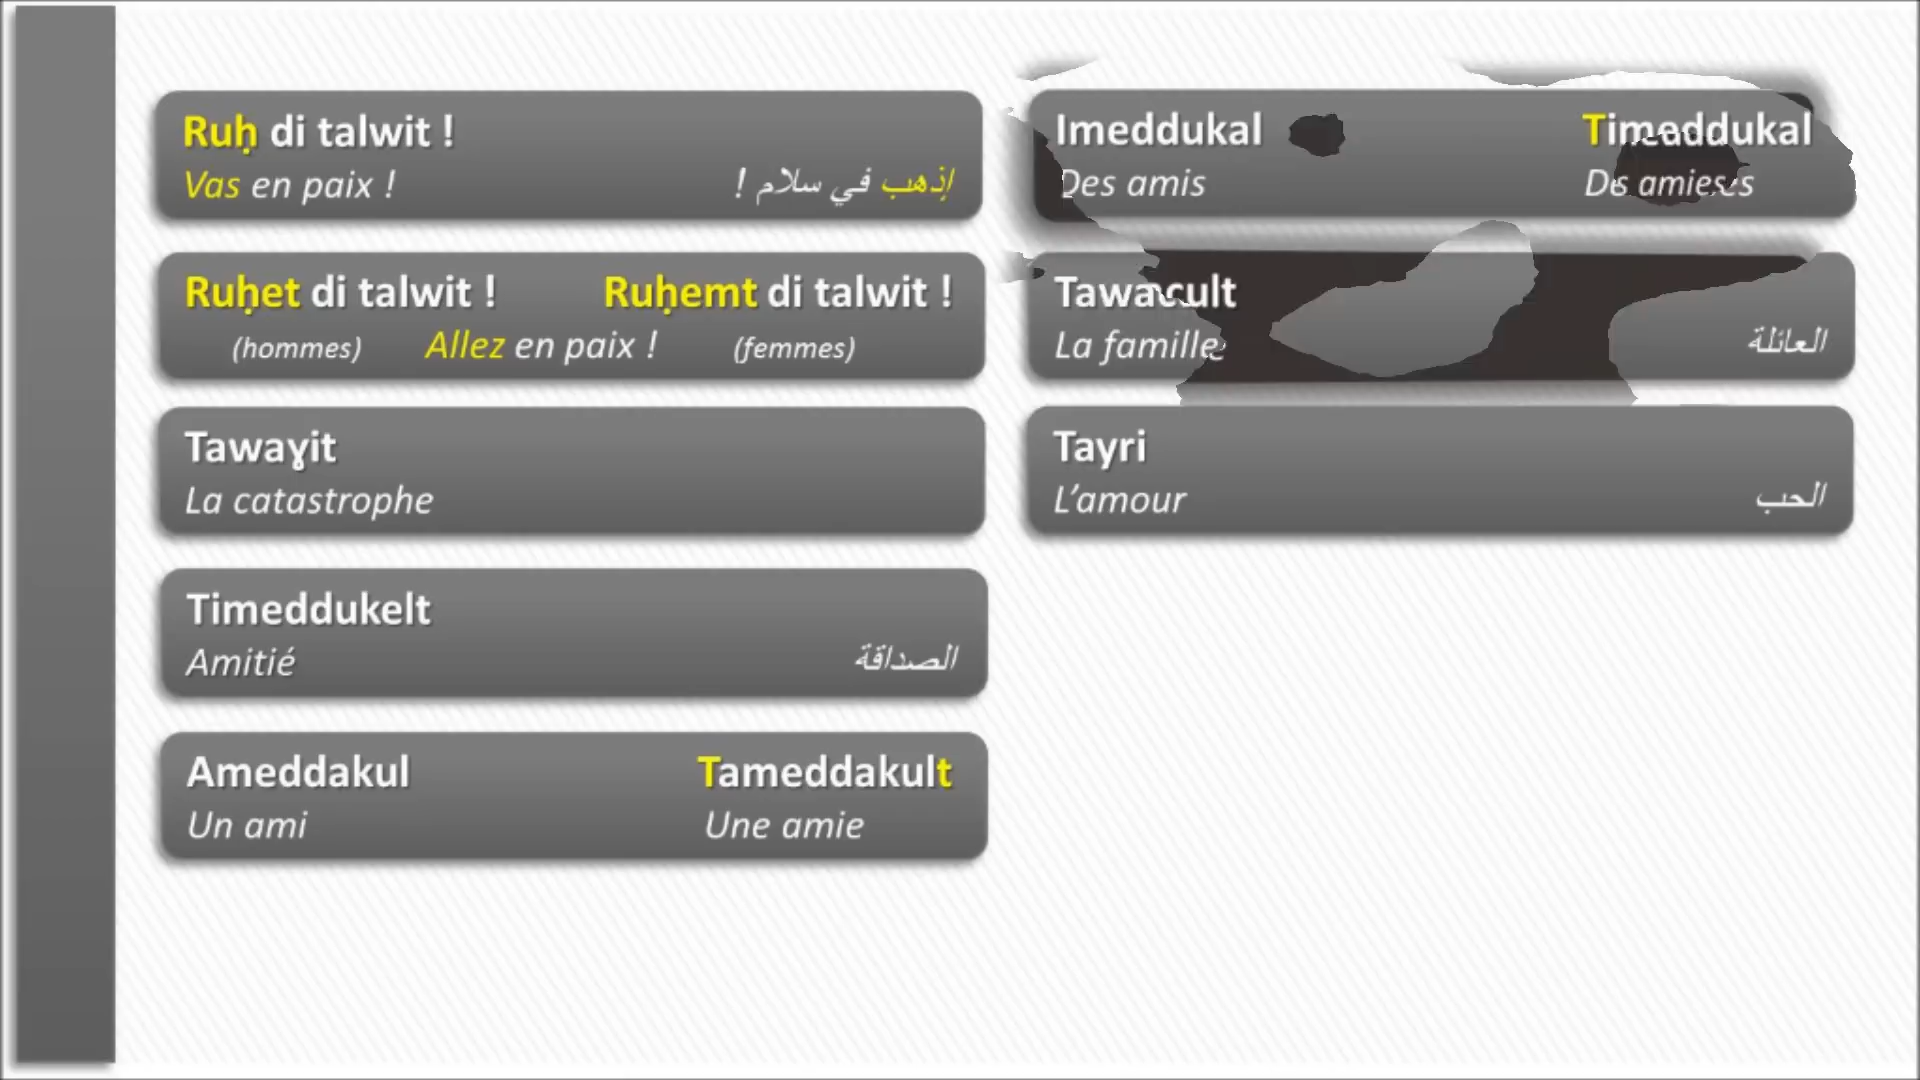 Ruḥ di talwit !
Vas en paix ! إذهب في سلام !
Ruḥet di talwit ! Ruḥemt di talwit !
(hommes) Allez en paix ! (femmes)
Tawaɣit
La catastrophe
Timeddukelt
Amitié الصداقة
Ameddakul Tameddakult
Un ami Une amie
Imeddukal Timeddukal
Des amis amies
Tawacult
La famille العائلة
Tayri
L’amour الحب